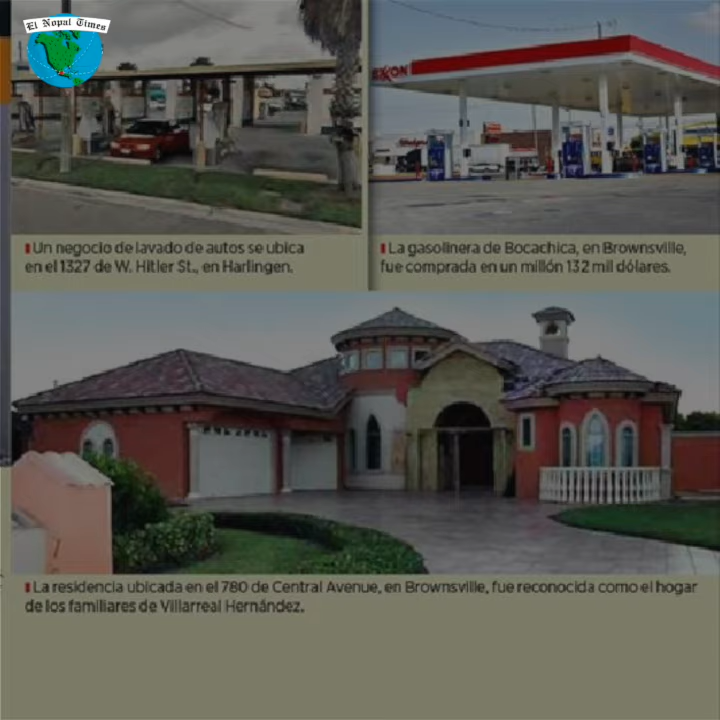 El Nopal Times
EXXON
Un negocio de lavado de autos se ubica
en el 1327 de W. Hitler St., en Harlingen.
La gasolinera de Bocachica, en Brownsville,
fue comprada en un millón 132 mil dólares.
La residencia ubicada en el 780 de Central Avenue, en Brownsville, fue reconocida como el hogar
de los familiares de Villarreal Hernández.